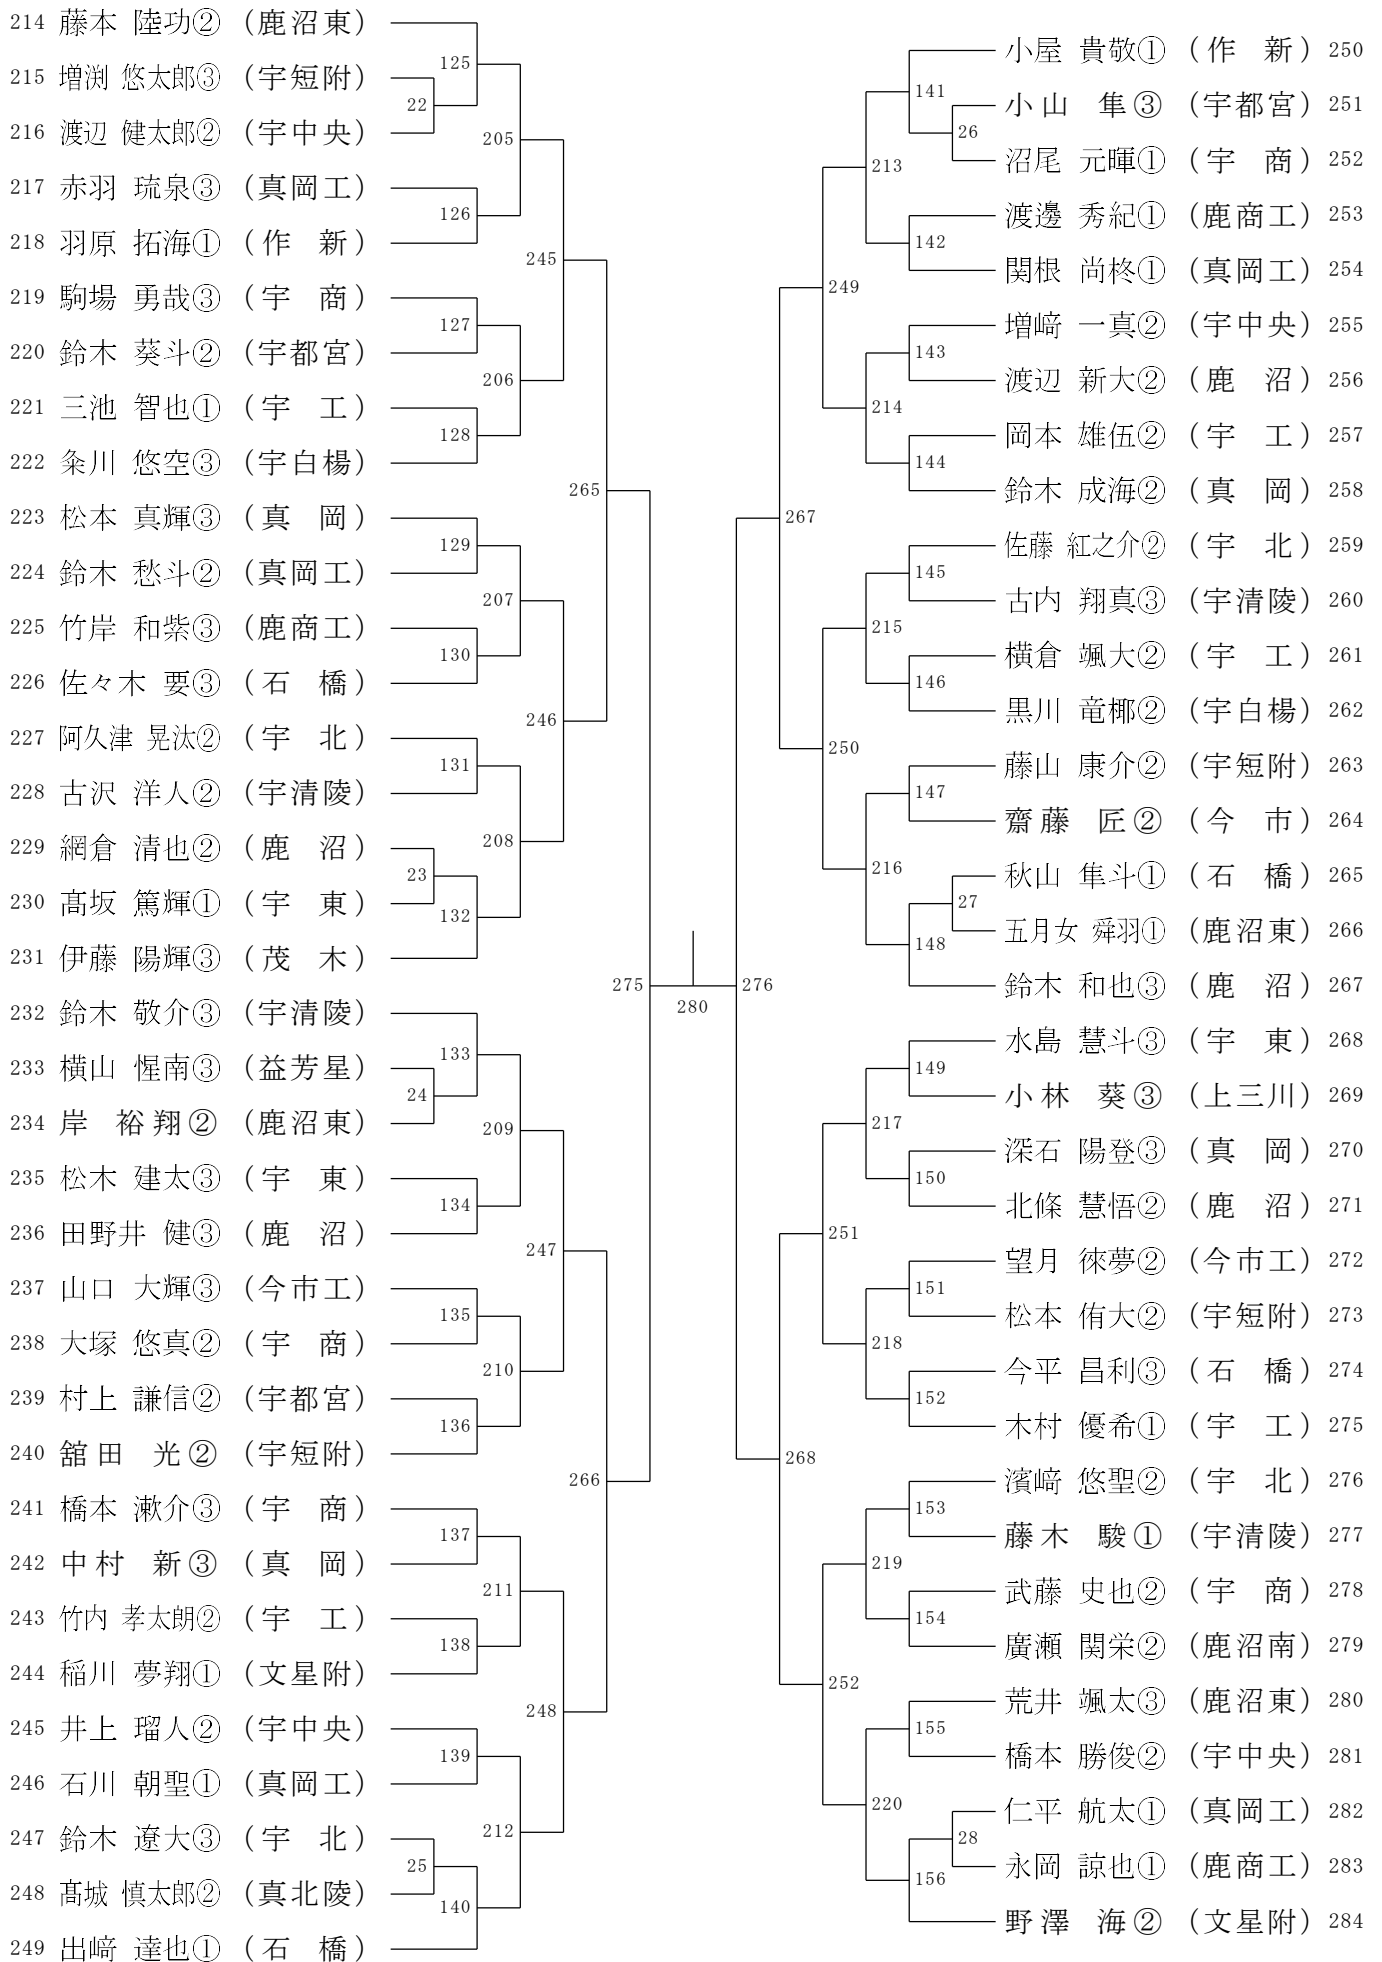 214 藤本 陸功② （鹿沼東）
215 増渕 悠太郎③ （宇短附）
216 渡辺 健太郎② （宇中央）
217 赤羽 琉泉③ （真岡工）
218 羽原 拓海① （作　新）
219 駒場 勇哉③ （宇　商）
220 鈴木 葵斗② （宇都宮）
221 三池 智也① （宇　工）
222 粂川 悠空③ （宇白楊）
223 松本 真輝③ （真　岡）
224 鈴木 愁斗② （真岡工）
225 竹岸 和紫③ （鹿商工）
226 佐々木 要③ （石　橋）
227 阿久津 晃汰② （宇　北）
228 古沢 洋人② （宇清陵）
229 網倉 清也② （鹿　沼）
230 髙坂 篤輝① （宇　東）
231 伊藤 陽輝③ （茂　木）
232 鈴木 敬介③ （宇清陵）
233 横山 惺南③ （益芳星）
234 岸　裕翔② （鹿沼東）
235 松木 建太③ （宇　東）
236 田野井 健③ （鹿　沼）
237 山口 大輝③ （今市工）
238 大塚 悠真② （宇　商）
239 村上 謙信② （宇都宮）
240 舘田　光② （宇短附）
241 橋本 漱介③ （宇　商）
242 中村　新③ （真　岡）
243 竹内 孝太朗② （宇　工）
244 稲川 夢翔① （文星附）
245 井上 瑠人② （宇中央）
246 石川 朝聖① （真岡工）
247 鈴木 遼大③ （宇　北）
248 髙城 慎太郎② （真北陵）
249 出﨑 達也① （石　橋）
22
23
24
25
125
126
127
128
129
130
131
132
133
134
135
136
137
138
139
140
205
206
207
208
209
210
211
212
245
246
247
248
265
266
275
280
276
267
268
249
250
251
252
213
214
215
216
217
218
219
220
141
142
143
144
145
146
147
148
149
150
151
152
153
154
155
156
26
27
28
小屋 貴敬① （作　新） 250
小山　隼③ （宇都宮） 251
沼尾 元暉① （宇　商） 252
渡邊 秀紀① （鹿商工） 253
関根 尚柊① （真岡工） 254
増﨑 一真② （宇中央） 255
渡辺 新大② （鹿　沼） 256
岡本 雄伍② （宇　工） 257
鈴木 成海② （真　岡） 258
佐藤 紅之介② （宇　北） 259
古内 翔真③ （宇清陵） 260
横倉 颯大② （宇　工） 261
黒川 竜梛② （宇白楊） 262
藤山 康介② （宇短附） 263
齋藤　匠② （今　市） 264
秋山 隼斗① （石　橋） 265
五月女 舜羽① （鹿沼東） 266
鈴木 和也③ （鹿　沼） 267
水島 慧斗③ （宇　東） 268
小林　葵③ （上三川） 269
深石 陽登③ （真　岡） 270
北條 慧悟② （鹿　沼） 271
望月 徠夢② （今市工） 272
松本 侑大② （宇短附） 273
今平 昌利③ （石　橋） 274
木村 優希① （宇　工） 275
濱﨑 悠聖② （宇　北） 276
藤木　駿① （宇清陵） 277
武藤 史也② （宇　商） 278
廣瀬 関栄② （鹿沼南） 279
荒井 颯太③ （鹿沼東） 280
橋本 勝俊② （宇中央） 281
仁平 航太① （真岡工） 282
永岡 諒也① （鹿商工） 283
野澤　海② （文星附） 284